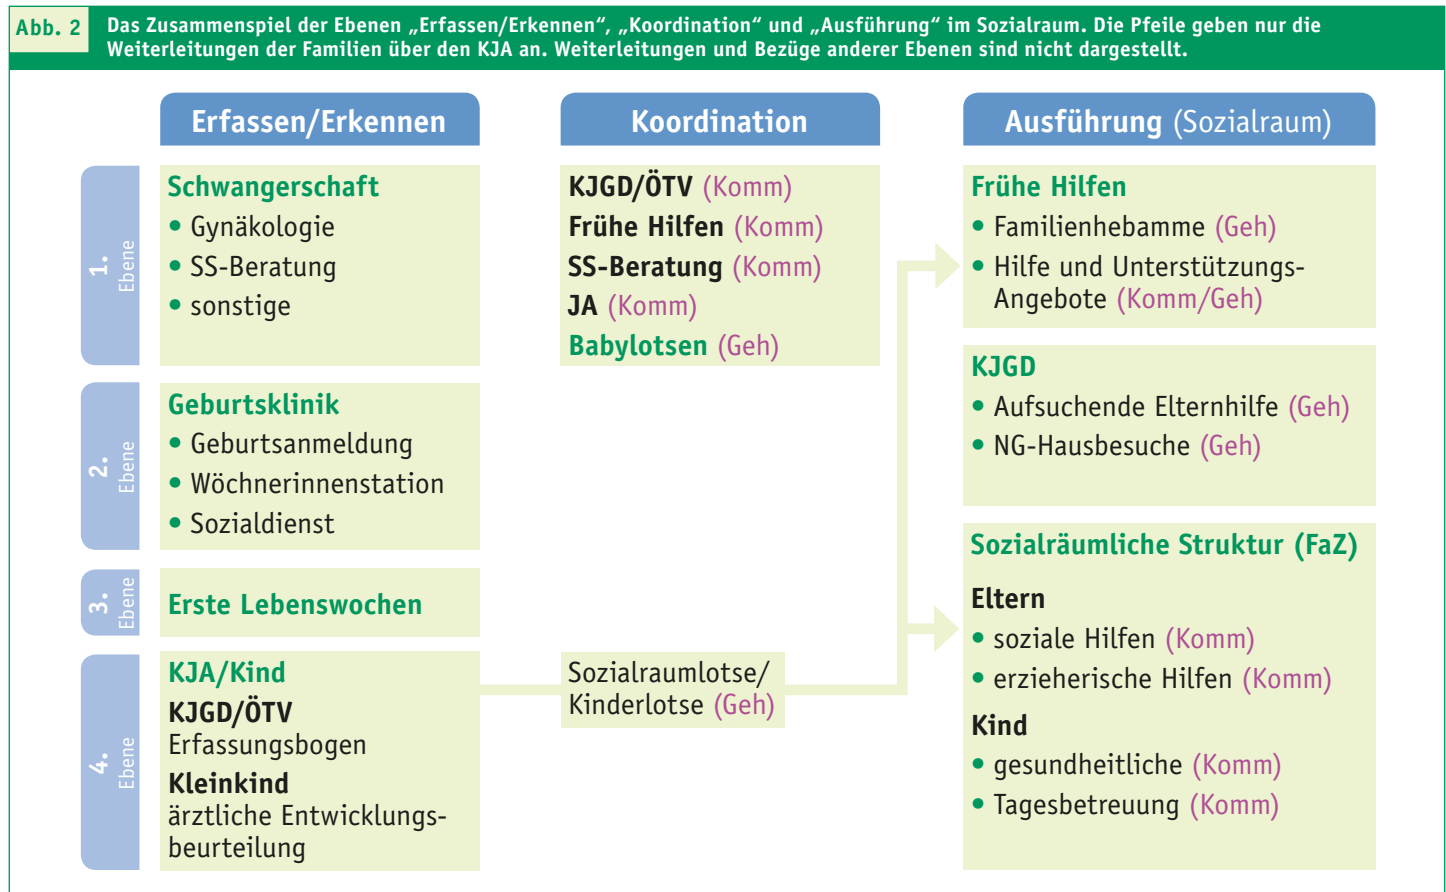 Abb. 2
Das Zusammenspiel der Ebenen „Erfassen/Erkennen“, „Koordination“ und „Ausführung“ im Sozialraum. Die Pfeile geben nur die
Weiterleitungen der Familien über den KJA an. Weiterleitungen und Bezüge anderer Ebenen sind nicht dargestellt.
Erfassen/Erkennen
Koordination
Ausführung (Sozialraum)
1.
Ebene
Schwangerschaft
• Gynäkologie
• SS-Beratung
• sonstige
KJGD/ÖTV (Komm)
Frühe Hilfen (Komm)
SS-Beratung (Komm)
JA (Komm)
Babylotsen (Geh)
Frühe Hilfen
• Familienhebamme (Geh)
• Hilfe und Unterstützungs-
Angebote (Komm/Geh)
2.
Ebene
Geburtsklinik
• Geburtsanmeldung
• Wöchnerinnenstation
• Sozialdienst
KJGD
• Aufsuchende Elternhilfe (Geh)
• NG-Hausbesuche (Geh)
3.
Ebene
Erste Lebenswochen
4.
Ebene
KJA/Kind
KJGD/ÖTV
Erfassungsbogen
Kleinkind
ärztliche Entwicklungs-
beurteilung
Sozialraumlotse/
Kinderlotse (Geh)
Sozialräumliche Struktur (FaZ)
Eltern
• soziale Hilfen (Komm)
• erzieherische Hilfen (Komm)
Kind
• gesundheitliche (Komm)
• Tagesbetreuung (Komm)